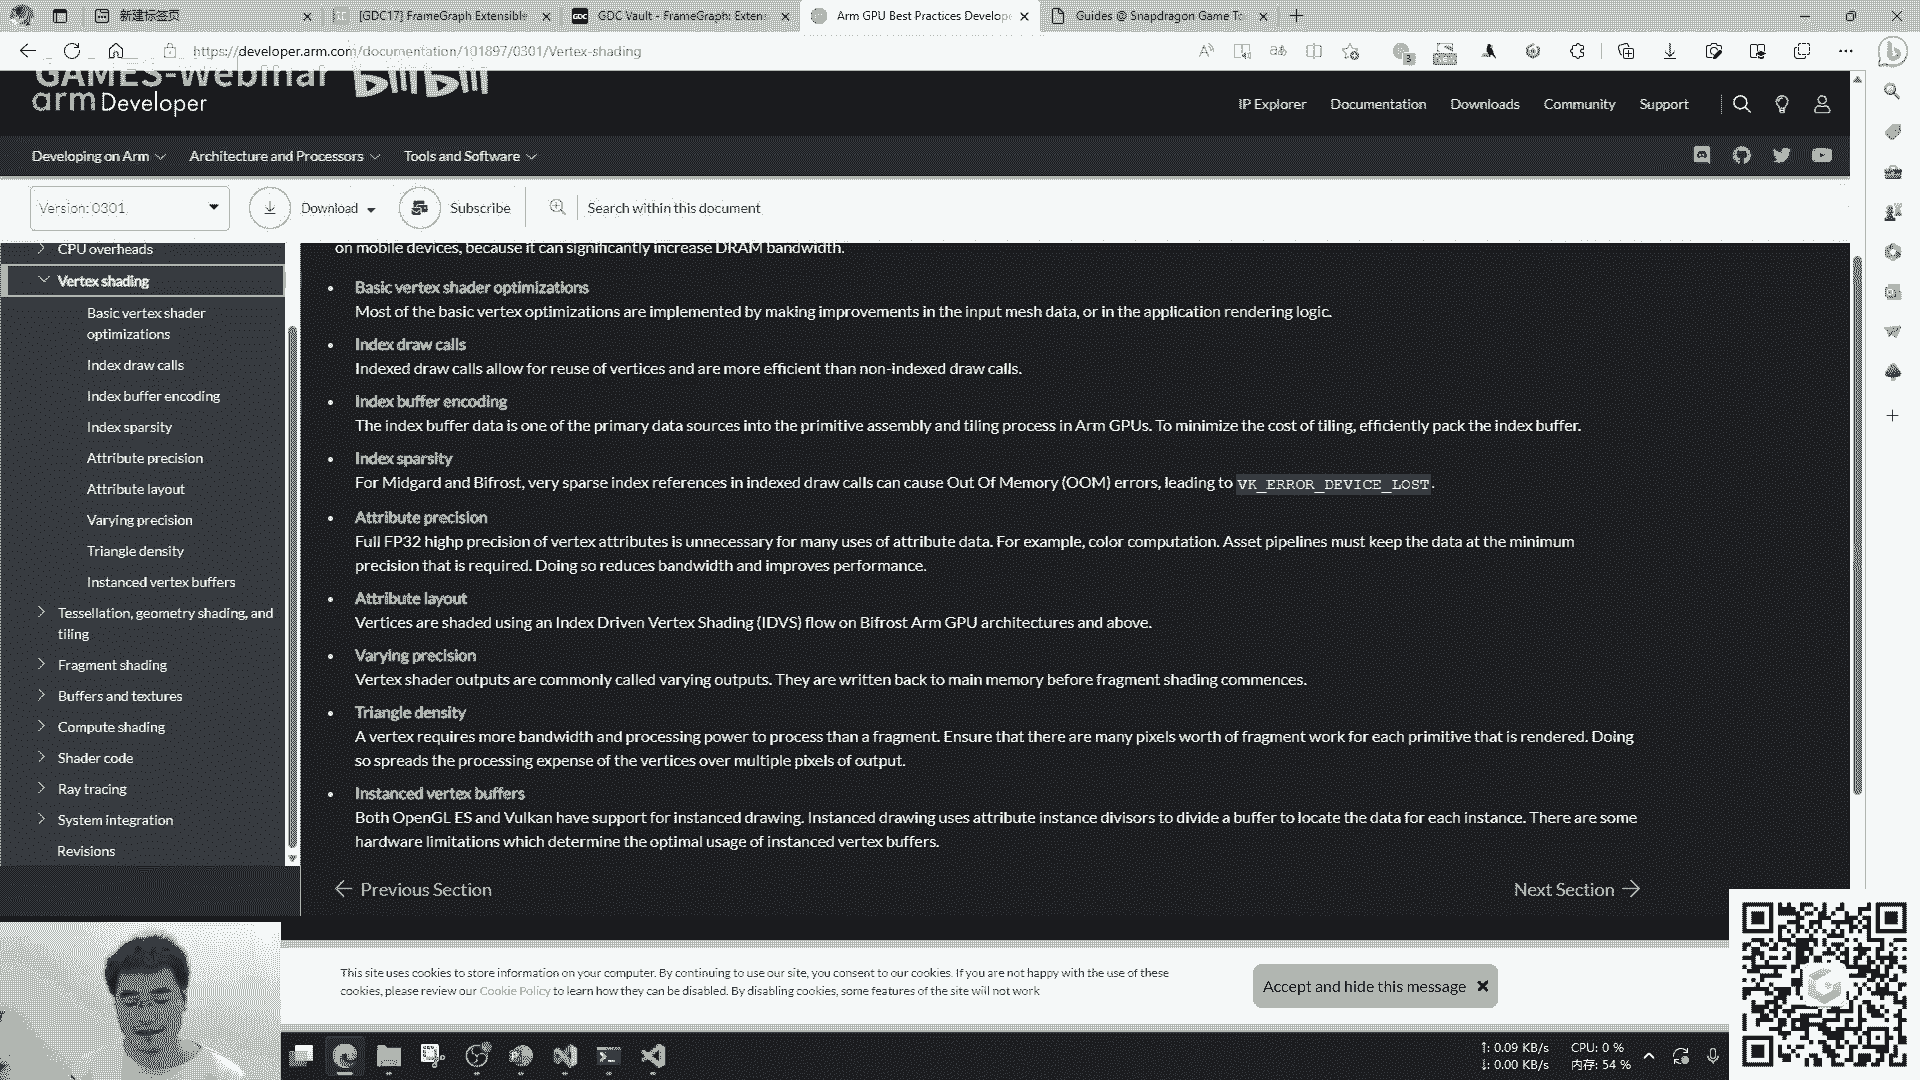 新建标签页
[GDC17] FrameGraph Extensible
GDC Vault - FrameGraph: Extens
Arm GPU Best Practices Develope
Guides @ Snapdragon Game To
https://developer.arm.com/documentation/101897/0301/Vertex-shading
GAMES-Webinar bilibili
arm Developer
IP Explorer
Documentation
Downloads
Community
Support
Developing on Arm
Architecture and Processors
Tools and Software
Version: 0301
Download
Subscribe
Search within this document
CPU overheads
Vertex shading
Basic vertex shader
optimizations
Index draw calls
Index buffer encoding
Index sparsity
Attribute precision
Attribute layout
Varying precision
Triangle density
Instanced vertex buffers
Tessellation, geometry shading, and
tiling
Fragment shading
Buffers and textures
Compute shading
Shader code
Ray tracing
System integration
Revisions
on mobile devices, because it can significantly increase DRAM bandwidth.
• Basic vertex shader optimizations
Most of the basic vertex optimizations are implemented by making improvements in the input mesh data, or in the application rendering logic.
• Index draw calls
Indexed draw calls allow for reuse of vertices and are more efficient than non-indexed draw calls.
• Index buffer encoding
The index buffer data is one of the primary data sources into the primitive assembly and tiling process in Arm GPUs. To minimize the cost of tiling, efficiently pack the index buffer.
• Index sparsity
For Midgard and Bifrost, very sparse index references in indexed draw calls can cause Out Of Memory (OOM) errors, leading to VK_ERROR_DEVICE_LOST.
• Attribute precision
Full FP32 highp precision of vertex attributes is unnecessary for many uses of attribute data. For example, color computation. Asset pipelines must keep the data at the minimum
precision that is required. Doing so reduces bandwidth and improves performance.
• Attribute layout
Vertices are shaded using an Index Driven Vertex Shading (IDVS) flow on Bifrost Arm GPU architectures and above.
• Varying precision
Vertex shader outputs are commonly called varying outputs. They are written back to main memory before fragment shading commences.
• Triangle density
A vertex requires more bandwidth and processing power to process than a fragment. Ensure that there are many pixels worth of fragment work for each primitive that is rendered. Doing
so spreads the processing expense of the vertices over multiple pixels of output.
• Instanced vertex buffers
Both OpenGL ES and Vulkan have support for instanced drawing. Instanced drawing uses attribute instance divisors to divide a buffer to locate the data for each instance. There are some
hardware limitations which determine the optimal usage of instanced vertex buffers.
Previous Section
Next Section
This site uses cookies to store information on your computer. By continuing to use our site, you consent to our cookies. If you are not happy with the use of these
cookies, please review our Cookie Policy to learn how they can be disabled. By disabling cookies, some features of the site will not work
Accept and hide this message
↑: 0.09 KB/s
↓: 0.00 KB/s
CPU: 0 %
内存: 54 %